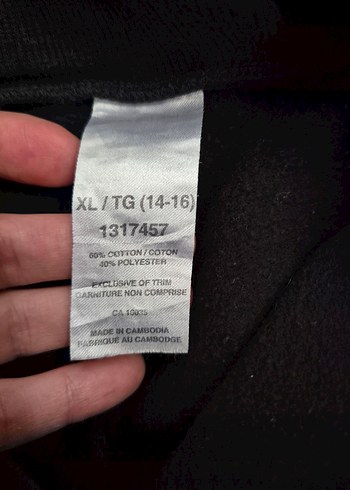 XL / TG (14-16)
1317457
60% COTTON / COTON
40% POLYESTER
EXCLUSIVE OF TRIM
GARNITURE NON COMPRISE
CA 10835
MADE IN CAMBODIA
FABRIQUÉ AU CAMBODGE